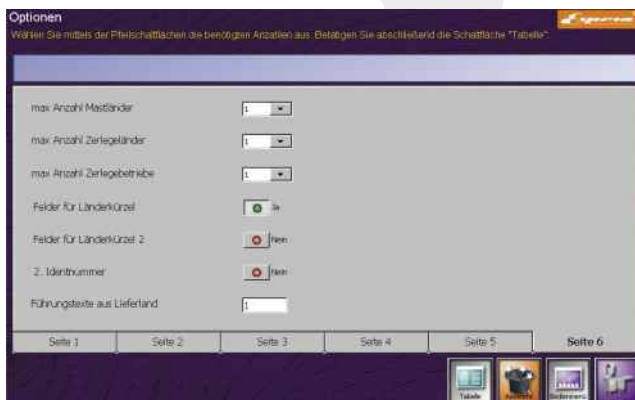 Optionen
Wählen Sie mittels der Pfeilschaltflächen die benötigten Anzahlen aus. Betätigen Sie abschließend die Schaltfläche "Tabelle".
max Anzahl Mastländer 1
max Anzahl Zerlegeländer 1
max Anzahl Zerlegebetriebe 1
Felder für Länderkürzel Ja
Felder für Länderkürzel 2 Nein
2. Identnummer Nein
Führungstexte aus Lieferland 1
Seite 1 Seite 2 Seite 3 Seite 4 Seite 5 Seite 6
Tabelle